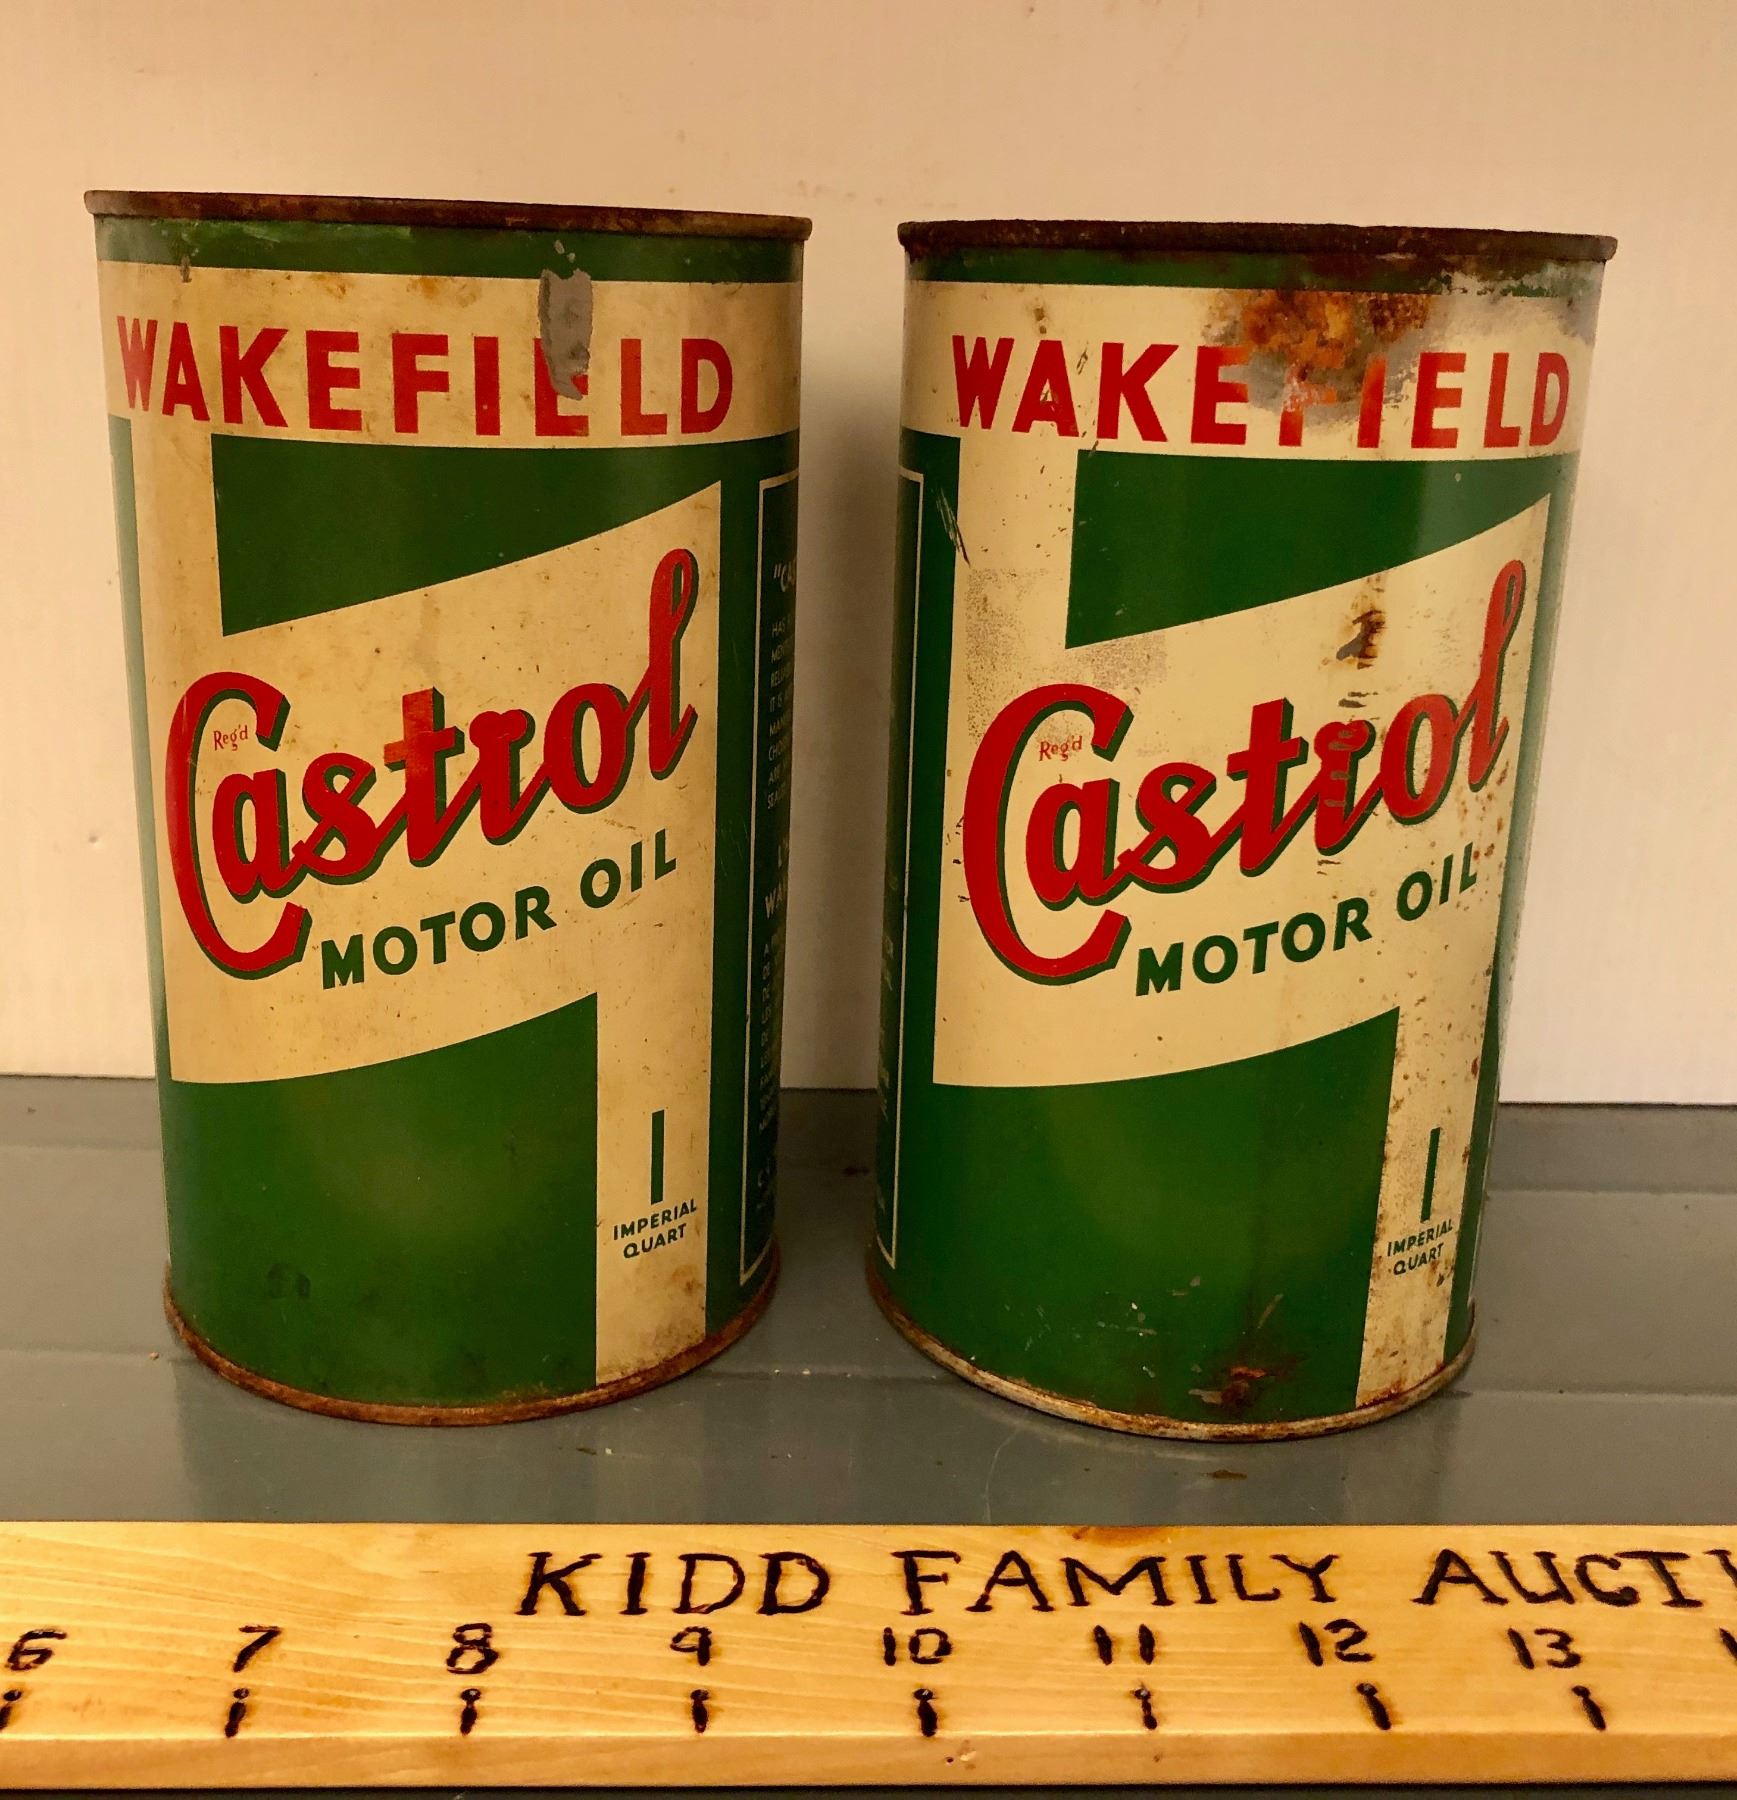 WAKEFIELD
Reg'd
Castrol
MOTOR OIL
1
IMPERIAL
QUART
WAKEFIELD
Reg'd
Castrol
MOTOR OIL
1
IMPERIAL
QUART
KIDD FAMILY
6 7 8 9 10 11 12 13